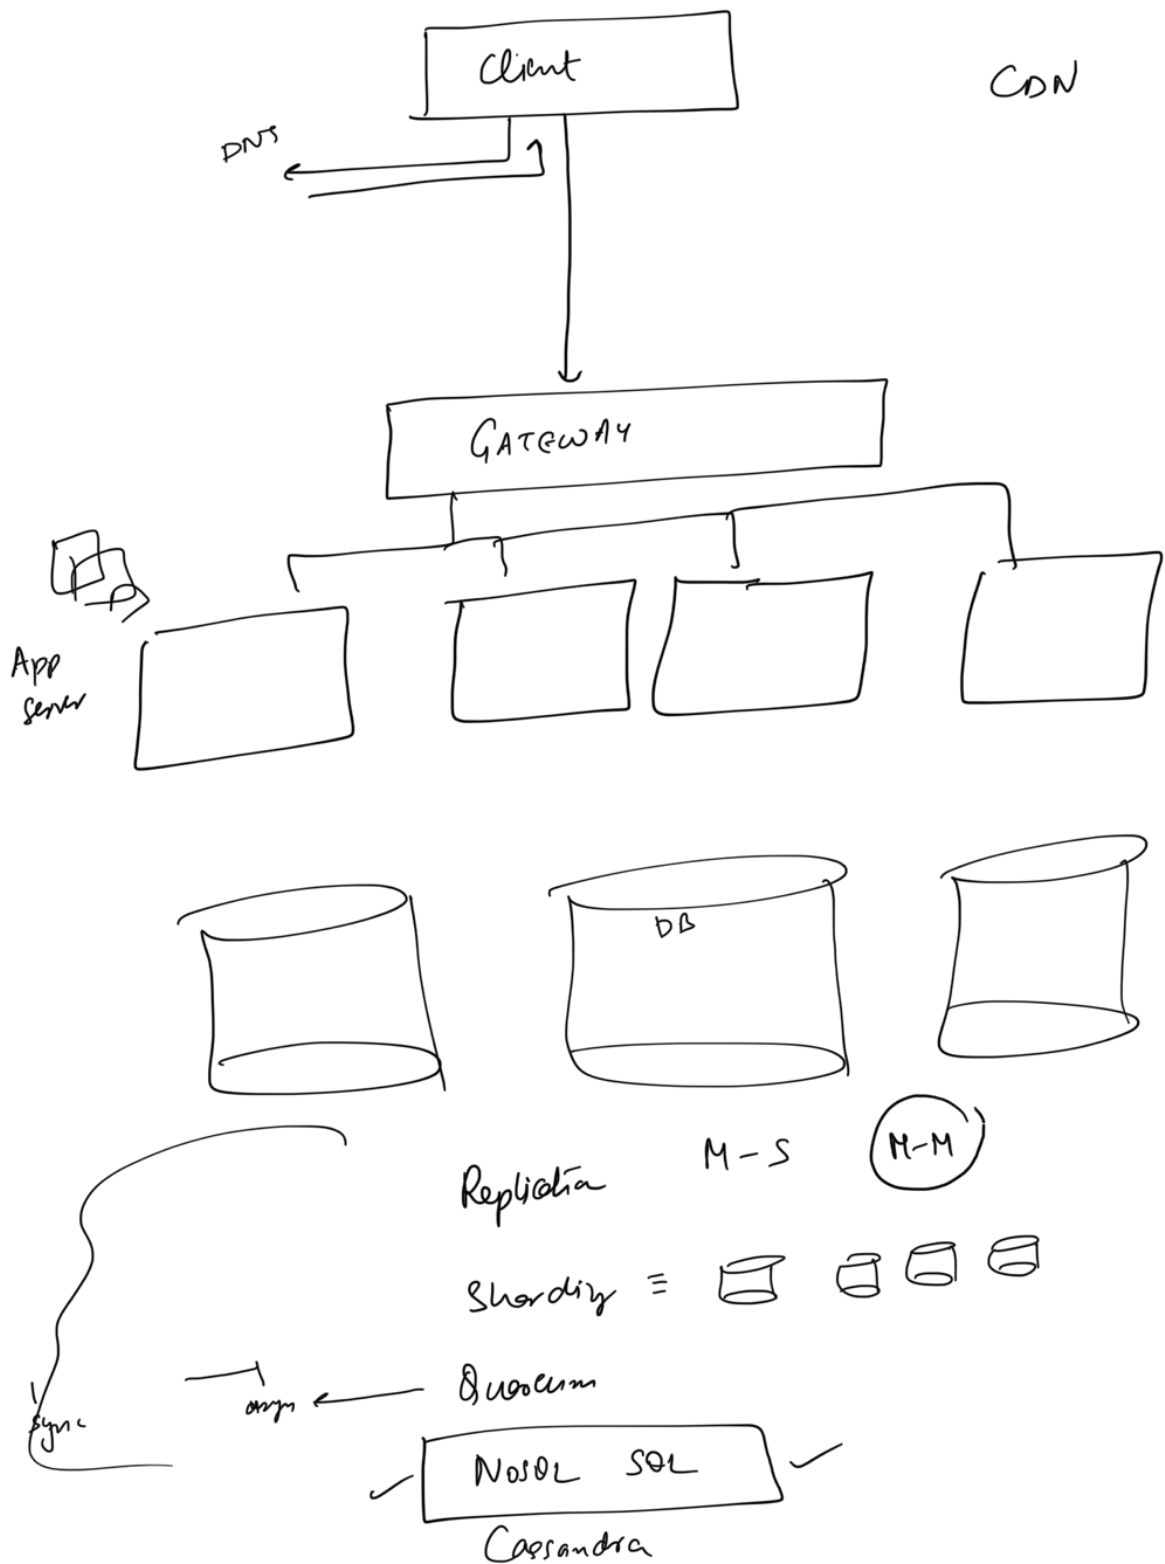 Client
CDN
DNS
GATEWAY
App
Server
DB
Replication M-S M-M
Sharding ≡
Quorum
async
Sync
NoSQL SQL
Cassandra